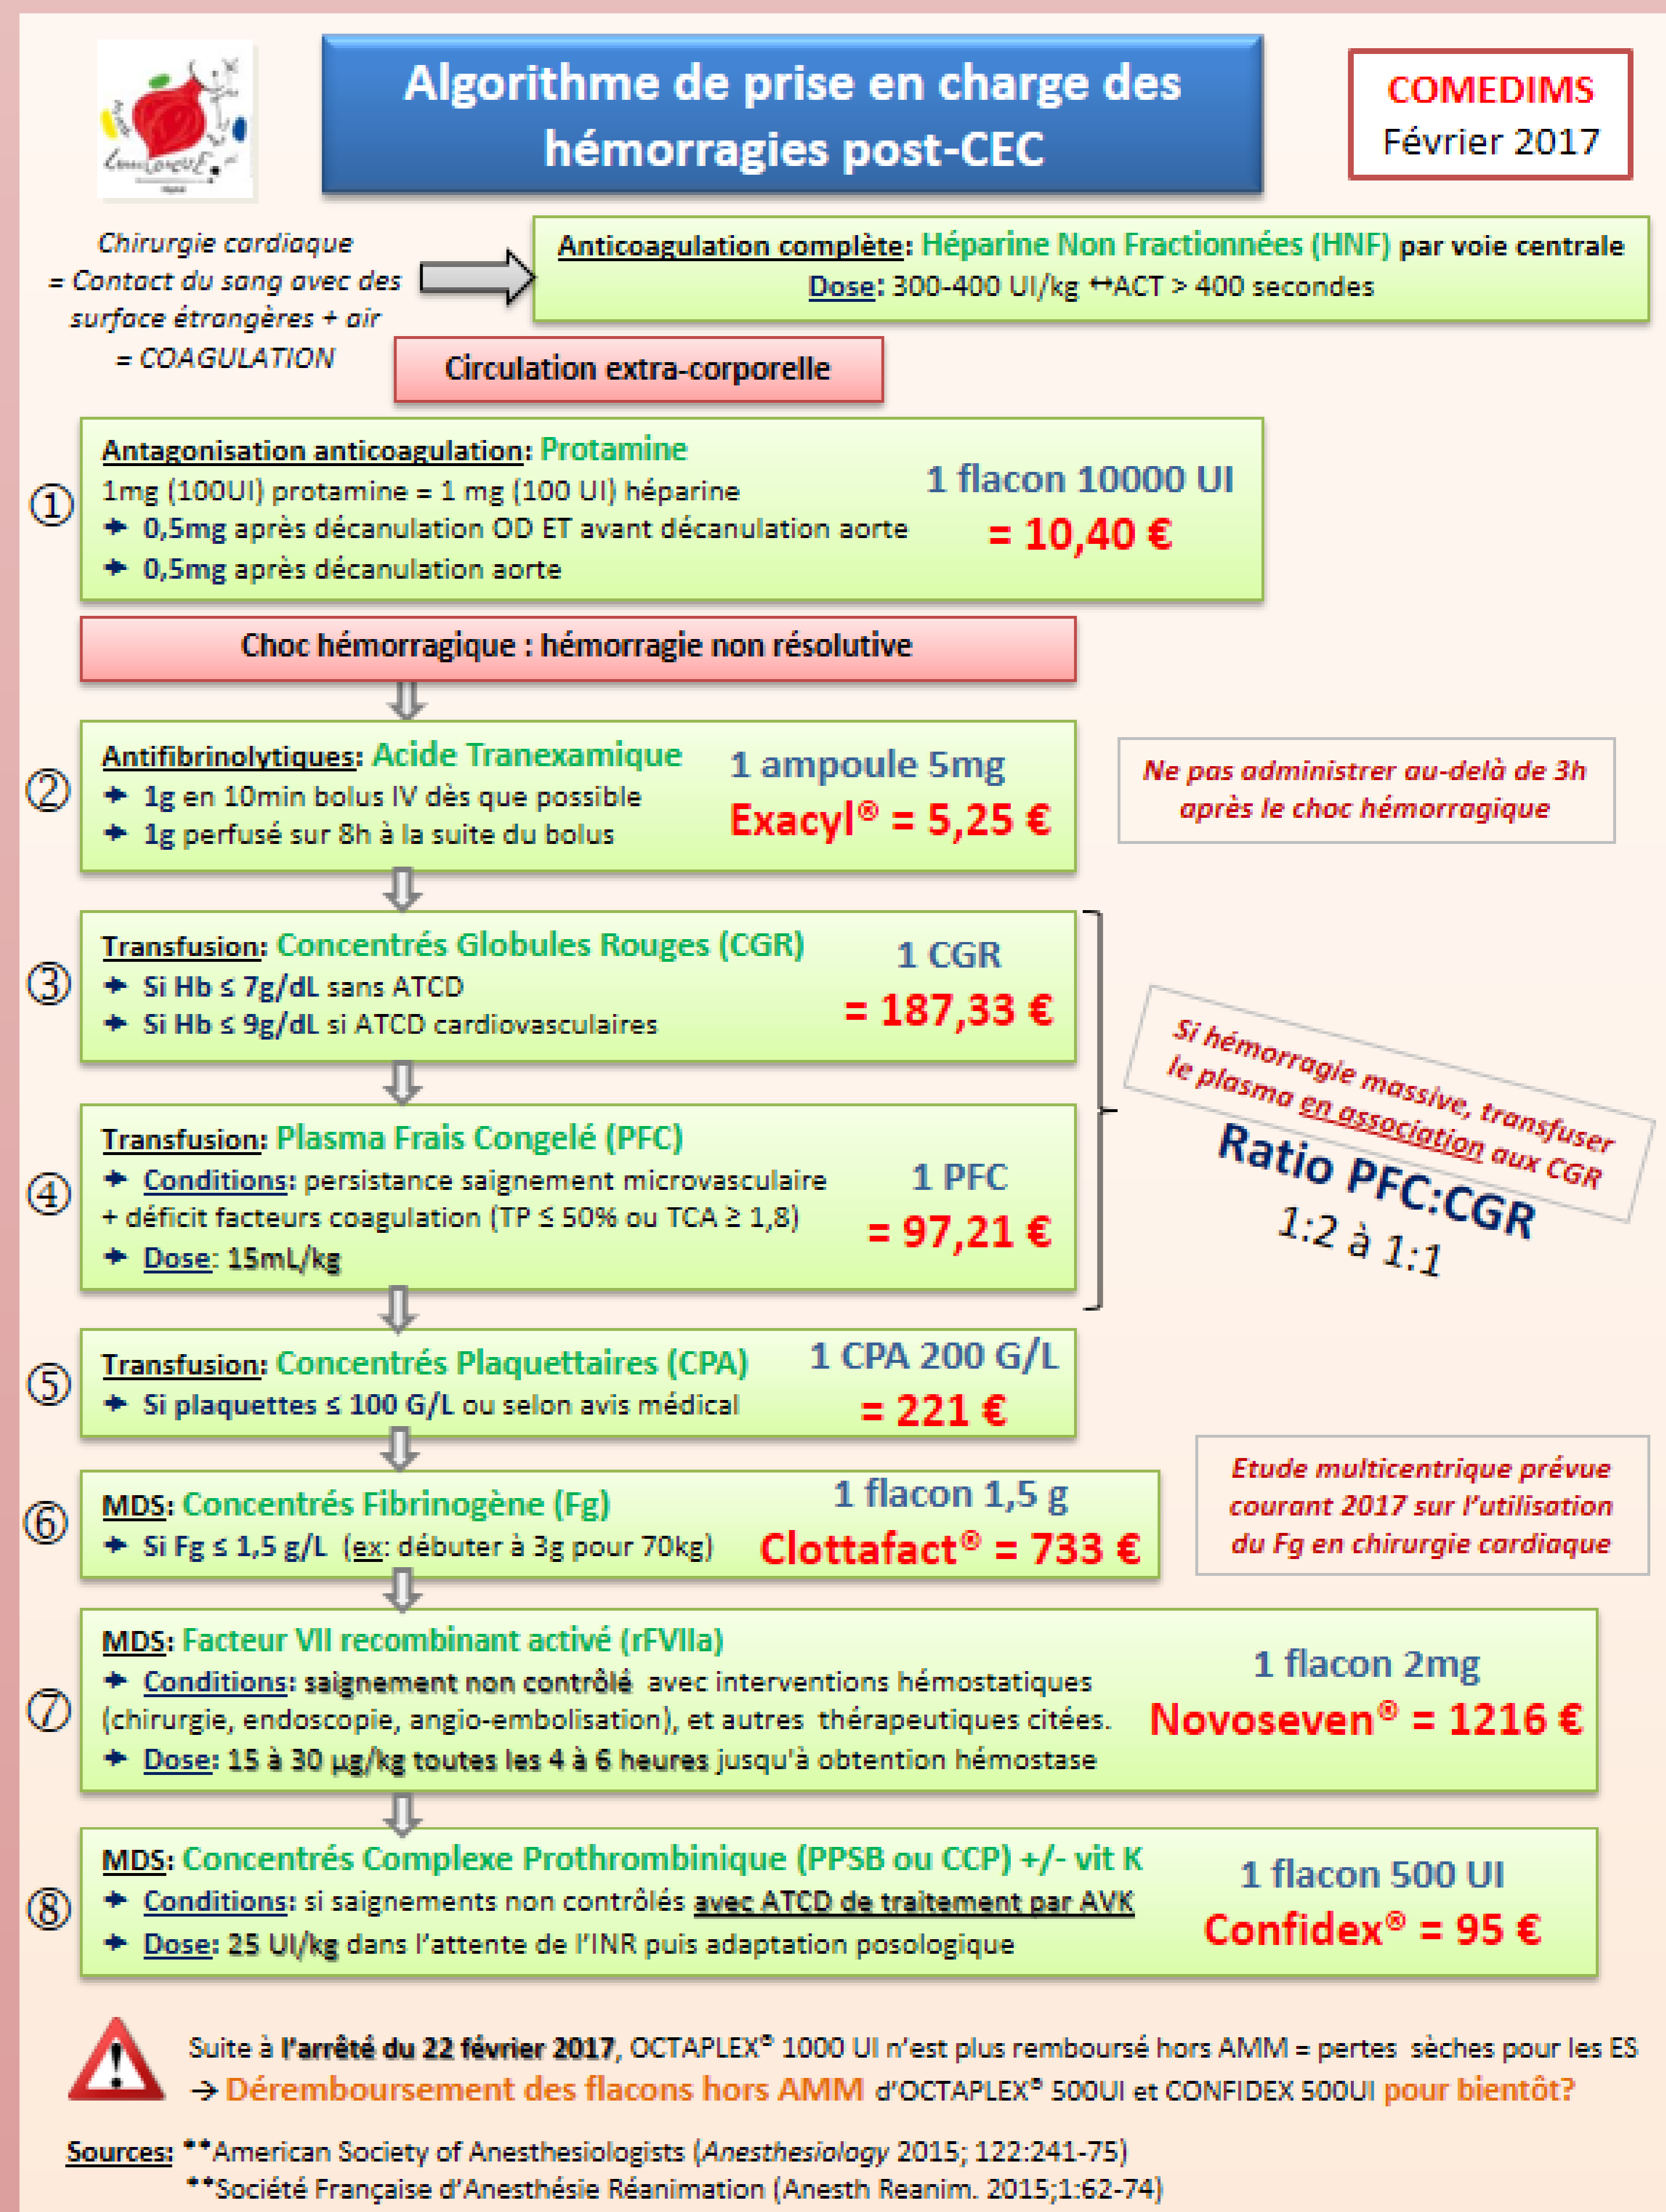 Algorithme de prise en charge des
hémorragies post-CEC
COMEDIMS
Février 2017
Chirurgie cardiaque
= Contact du sang avec des
surface étrangères + air
= COAGULATION
Anticoagulation complète: Héparine Non Fractionnées (HNF) par voie centrale
Dose: 300-400 UI/kg ↔ACT > 400 secondes
Circulation extra-corporelle
①
Antagonisation anticoagulation: Protamine
1mg (100UI) protamine = 1 mg (100 UI) héparine
➔ 0,5mg après décanulation OD ET avant décanulation aorte
➔ 0,5mg après décanulation aorte
1 flacon 10000 UI
= 10,40 €
Choc hémorragique : hémorragie non résolutive
②
Antifibrinolytiques: Acide Tranexamique
➔ 1g en 10min bolus IV dès que possible
➔ 1g perfusé sur 8h à la suite du bolus
1 ampoule 5mg
Exacyl® = 5,25 €
Ne pas administrer au-delà de 3h
après le choc hémorragique
③
Transfusion: Concentrés Globules Rouges (CGR)
➔ Si Hb ≤ 7g/dL sans ATCD
➔ Si Hb ≤ 9g/dL si ATCD cardiovasculaires
1 CGR
= 187,33 €
④
Transfusion: Plasma Frais Congelé (PFC)
➔ Conditions: persistance saignement microvasculaire
+ déficit facteurs coagulation (TP ≤ 50% ou TCA ≥ 1,8)
➔ Dose: 15mL/kg
1 PFC
= 97,21 €
Si hémorragie massive, transfuser
le plasma en association aux CGR
Ratio PFC:CGR
1:2 à 1:1
⑤
Transfusion: Concentrés Plaquettaires (CPA)
➔ Si plaquettes ≤ 100 G/L ou selon avis médical
1 CPA 200 G/L
= 221 €
⑥
MDS: Concentrés Fibrinogène (Fg)
➔ Si Fg ≤ 1,5 g/L (ex: débuter à 3g pour 70kg)
1 flacon 1,5 g
Clottafact® = 733 €
Etude multicentrique prévue
courant 2017 sur l'utilisation
du Fg en chirurgie cardiaque
⑦
MDS: Facteur VII recombinant activé (rFVIIa)
➔ Conditions: saignement non contrôlé avec interventions hémostatiques
(chirurgie, endoscopie, angio-embolisation), et autres thérapeutiques citées.
➔ Dose: 15 à 30 µg/kg toutes les 4 à 6 heures jusqu'à obtention hémostase
1 flacon 2mg
Novoseven® = 1216 €
⑧
MDS: Concentrés Complexe Prothrombinique (PPSB ou CCP) +/- vit K
➔ Conditions: si saignements non contrôlés avec ATCD de traitement par AVK
➔ Dose: 25 UI/kg dans l'attente de l'INR puis adaptation posologique
1 flacon 500 UI
Confidex® = 95 €
Suite à l'arrêté du 22 février 2017, OCTAPLEX® 1000 UI n'est plus remboursé hors AMM = pertes sèches pour les ES
→ Déremboursement des flacons hors AMM d'OCTAPLEX® 500UI et CONFIDEX 500UI pour bientôt?
Sources: **American Society of Anesthesiologists (Anesthesiology 2015; 122:241-75)
**Société Française d'Anesthésie Réanimation (Anesth Reanim. 2015;1:62-74)